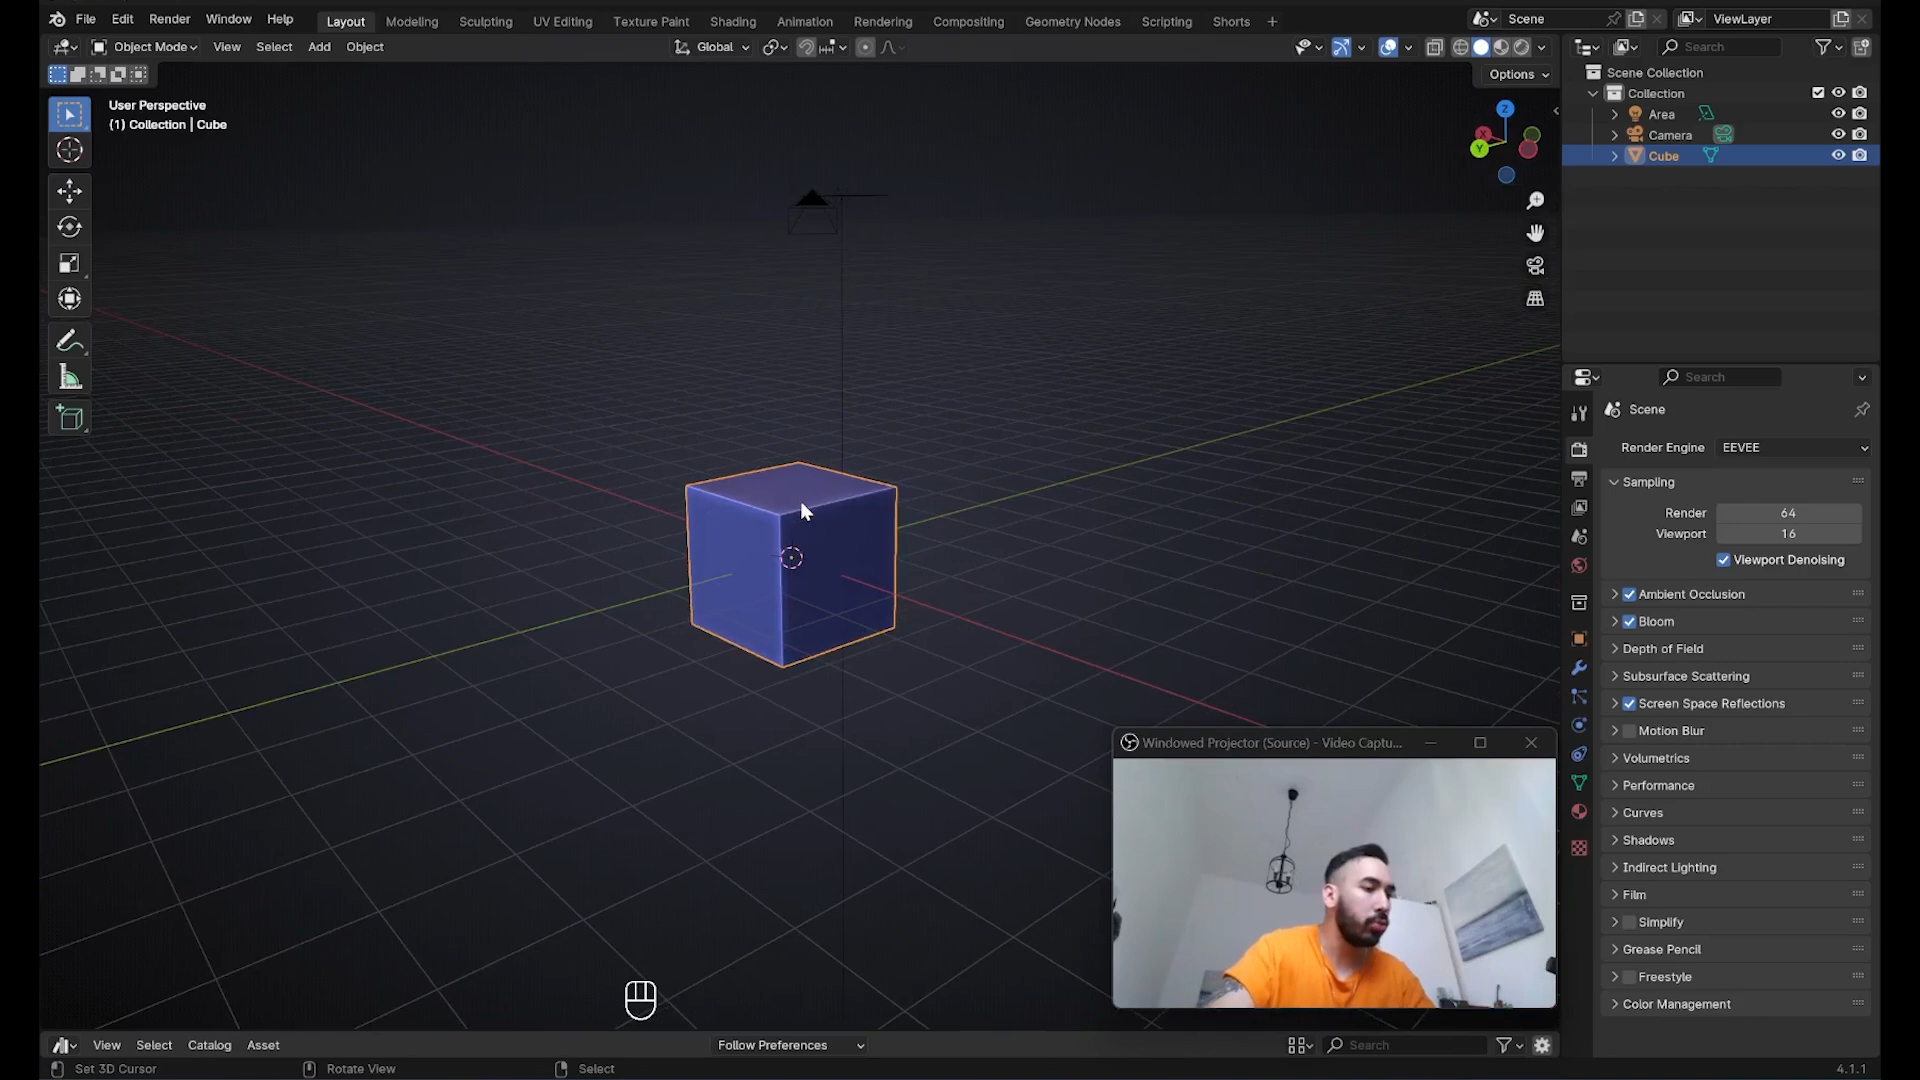 File Edit Render Window Help Layout Modeling Sculpting UV Editing Texture Paint Shading Animation Rendering Compositing Geometry Nodes Scripting Shorts + Scene ViewLayer
Object Mode View Select Add Object Global Search
Options
User Perspective
(1) Collection | Cube
Z
Y
Scene Collection
Collection
Area
Camera
Cube
Search
Scene
Render Engine EEVEE
Sampling
Render 64
Viewport 16
Viewport Denoising
Ambient Occlusion
Bloom
Depth of Field
Subsurface Scattering
Screen Space Reflections
Motion Blur
Volumetrics
Performance
Curves
Shadows
Indirect Lighting
Film
Simplify
Grease Pencil
Freestyle
Color Management
Windowed Projector (Source) - Video Captu...
View Select Catalog Asset Follow Preferences Search
Set 3D Cursor Rotate View Select 4.1.1